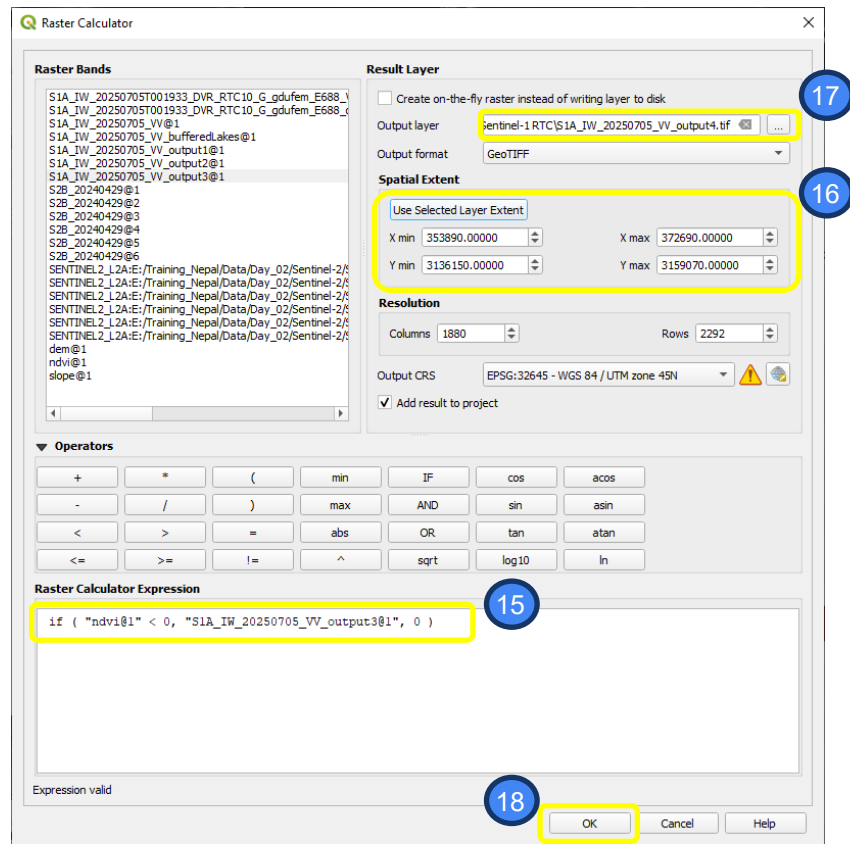 Raster Calculator
Raster Bands
S1A_IW_20250705T001933_DVR_RTC10_G_gdufem_E688_
S1A_IW_20250705T001933_DVR_RTC10_G_gdufem_E688_
S1A_IW_20250705_VV@1
S1A_IW_20250705_VV_bufferedLakes@1
S1A_IW_20250705_VV_output1@1
S1A_IW_20250705_VV_output2@1
S1A_IW_20250705_VV_output3@1
S2B_20240429@1
S2B_20240429@2
S2B_20240429@3
S2B_20240429@4
S2B_20240429@5
S2B_20240429@6
SENTINEL2_L2A:E:/Training_Nepal/Data/Day_02/Sentinel-2/
SENTINEL2_L2A:E:/Training_Nepal/Data/Day_02/Sentinel-2/
SENTINEL2_L2A:E:/Training_Nepal/Data/Day_02/Sentinel-2/
SENTINEL2_L2A:E:/Training_Nepal/Data/Day_02/Sentinel-2/
SENTINEL2_L2A:E:/Training_Nepal/Data/Day_02/Sentinel-2/
SENTINEL2_L2A:E:/Training_Nepal/Data/Day_02/Sentinel-2/
dem@1
ndvi@1
slope@1
Result Layer
Create on-the-fly raster instead of writing layer to disk
17
Output layer Sentinel-1 RTC\S1A_IW_20250705_VV_output4.tif ...
Output format GeoTIFF
Spatial Extent
16
Use Selected Layer Extent
X min 353890.00000 X max 372690.00000
Y min 3136150.00000 Y max 3159070.00000
Resolution
Columns 1880 Rows 2292
Output CRS EPSG:32645 - WGS 84 / UTM zone 45N
Add result to project
Operators
+ * ( min IF cos acos
- / ) max AND sin asin
< > = abs OR tan atan
<= >= != ^ sqrt log10 ln
Raster Calculator Expression
15
if ( "ndvi@1" < 0, "S1A_IW_20250705_VV_output3@1", 0 )
Expression valid
18
OK Cancel Help